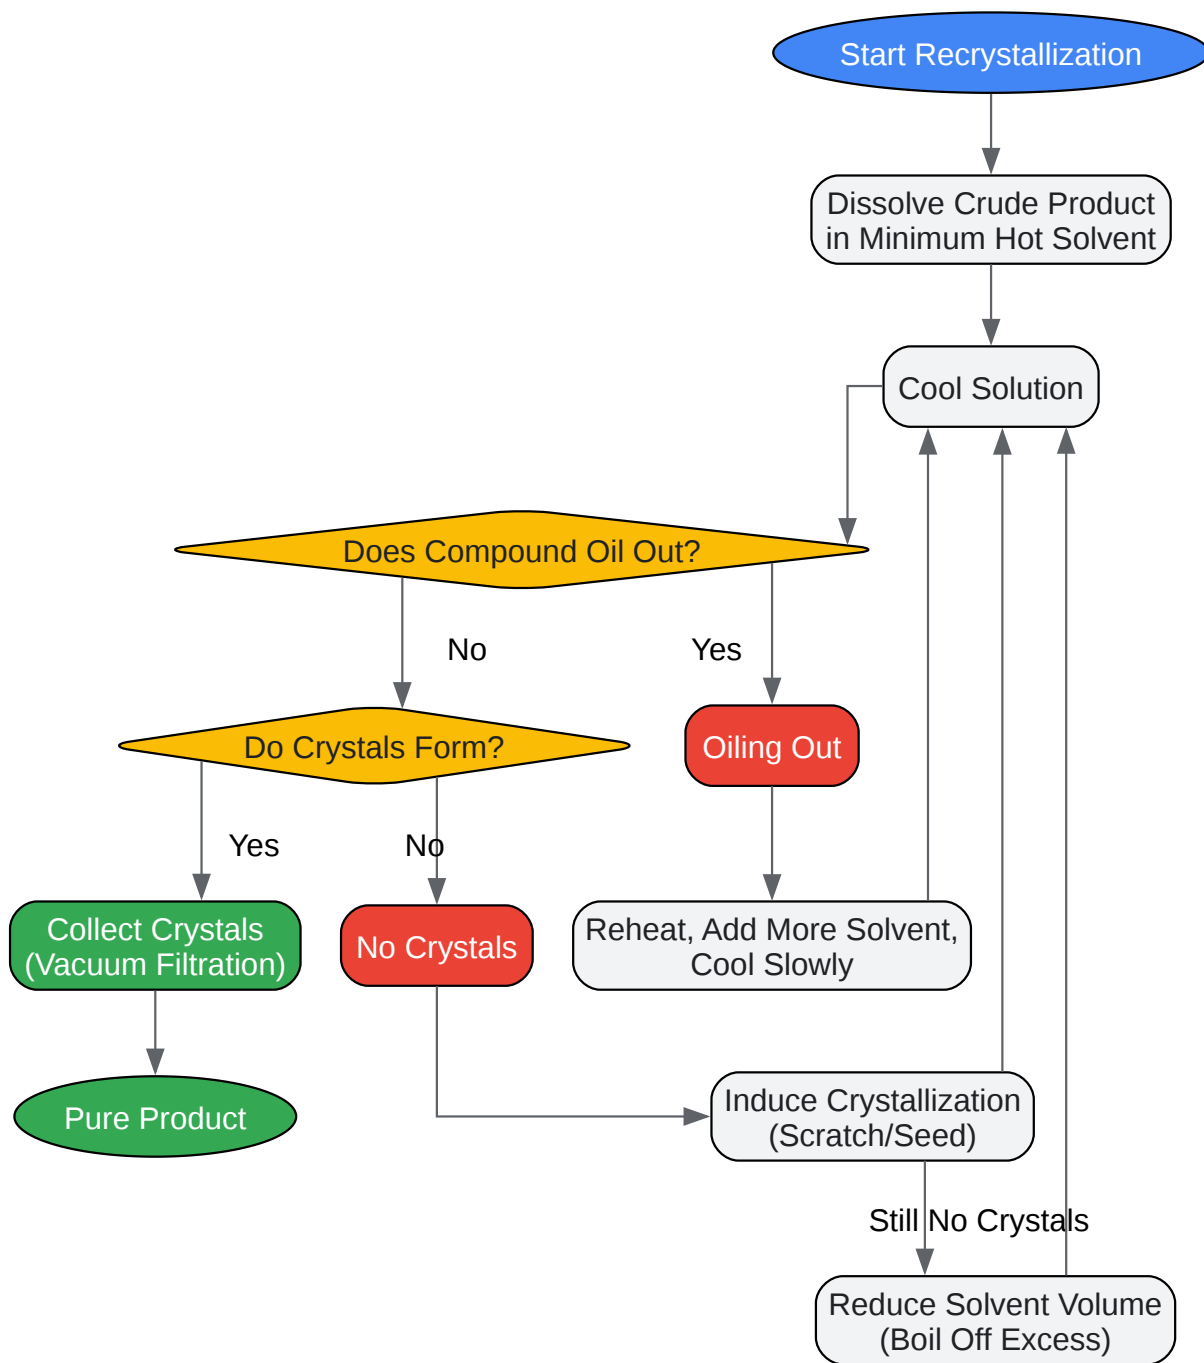 Start Recrystallization
Dissolve Crude Product
in Minimum Hot Solvent
Cool Solution
Does Compound Oil Out?
No
Yes
Do Crystals Form?
Oiling Out
Yes
No
Collect Crystals
(Vacuum Filtration)
No Crystals
Reheat, Add More Solvent,
Cool Slowly
Pure Product
Induce Crystallization
(Scratch/Seed)
Still No Crystals
Reduce Solvent Volume
(Boil Off Excess)